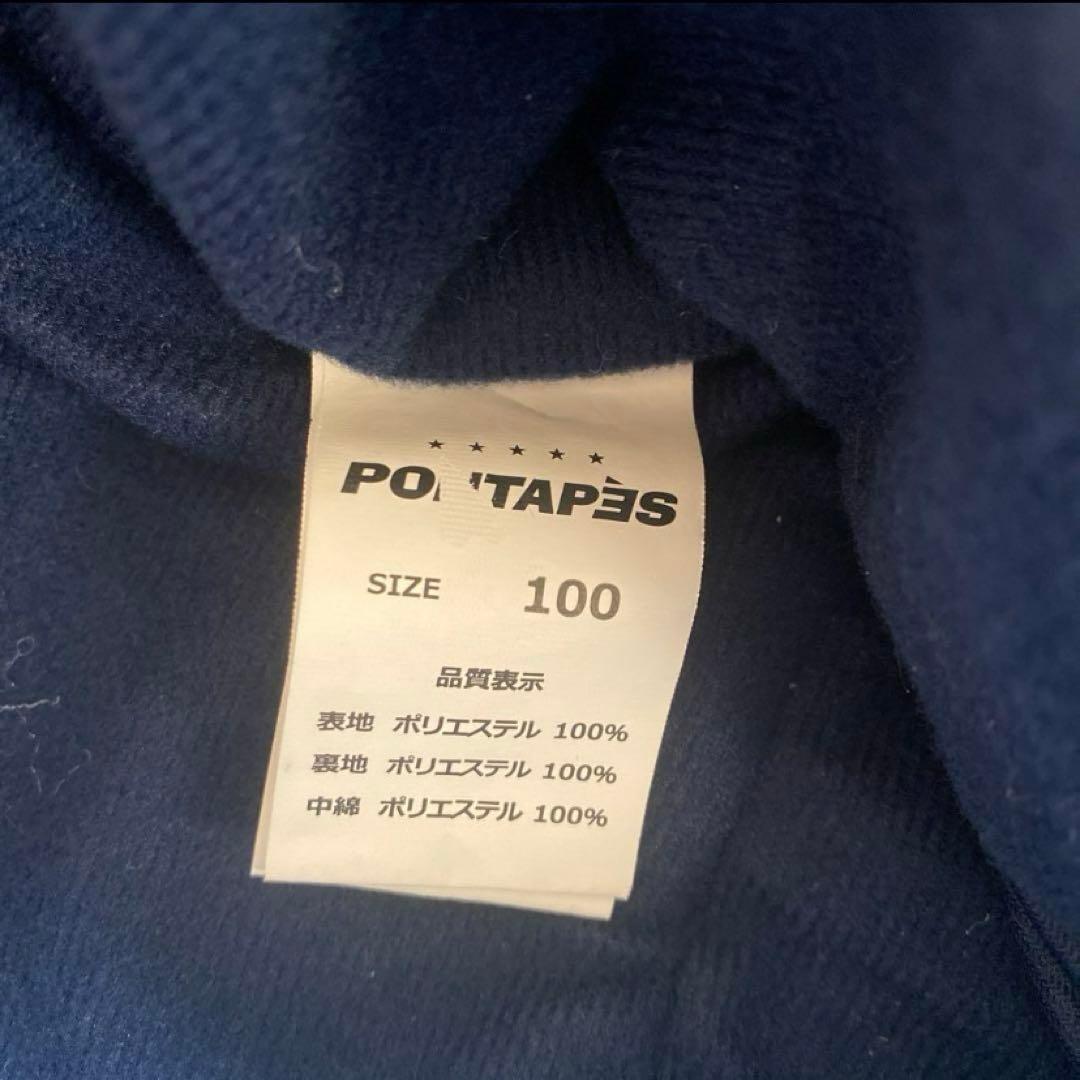 ★★★★★
PONTAPÈS
SIZE 100
品質表示
表地 ポリエステル 100%
裏地 ポリエステル 100%
中綿 ポリエステル 100%